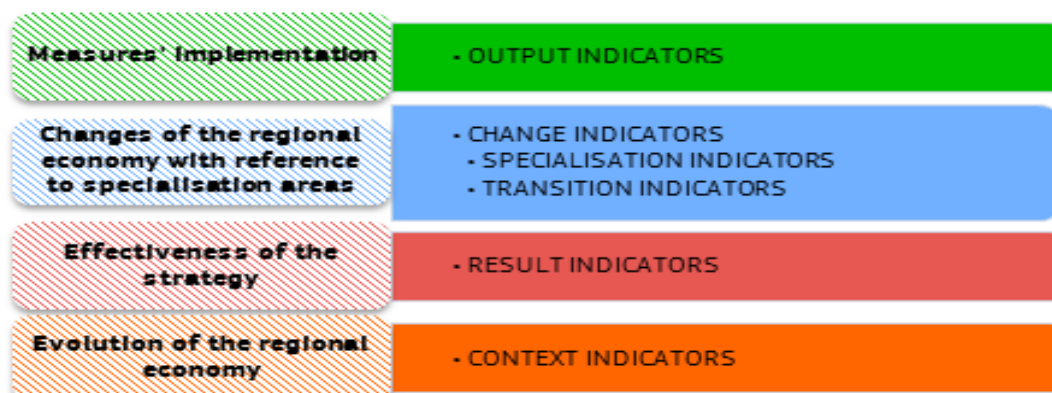 Measures' Implementation
• OUTPUT INDICATORS
Changes of the regional
economy with reference
to specialisation areas
• CHANGE INDICATORS
• SPECIALISATION INDICATORS
• TRANSITION INDICATORS
Effectiveness of the
strategy
• RESULT INDICATORS
Evolution of the regional
economy
• CONTEXT INDICATORS